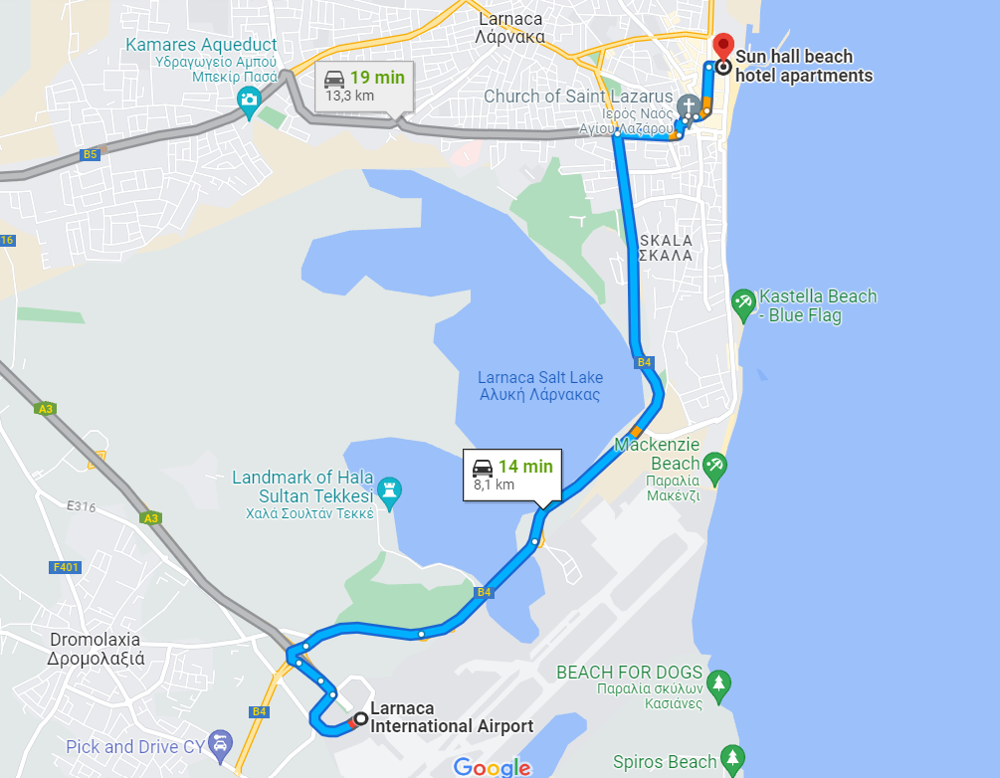 Larnaca
Λάρνακα
Kamares Aqueduct
Υδραγωγείο Αμπού
Μπεκίρ Πασά
19 min
13,3 km
Sun hall beach
hotel apartments
Church of Saint Lazarus
Ιερός Ναός
Αγίου Λαζάρου
B5
16
SKALA
ΣΚΑΛΑ
Kastella Beach
- Blue Flag
B4
Larnaca Salt Lake
Αλυκή Λάρνακας
A3
Mackenzie
Beach
Παραλία
Μακένζι
14 min
8,1 km
Landmark of Hala
Sultan Tekkesi
Χαλά Σουλτάν Τεκκέ
E316
A3
F401
B4
Dromolaxia
Δρομολαξιά
BEACH FOR DOGS
Παραλία σκύλων
Κασιάνες
B4
Larnaca
International Airport
Pick and Drive CY
Google
Spiros Beach